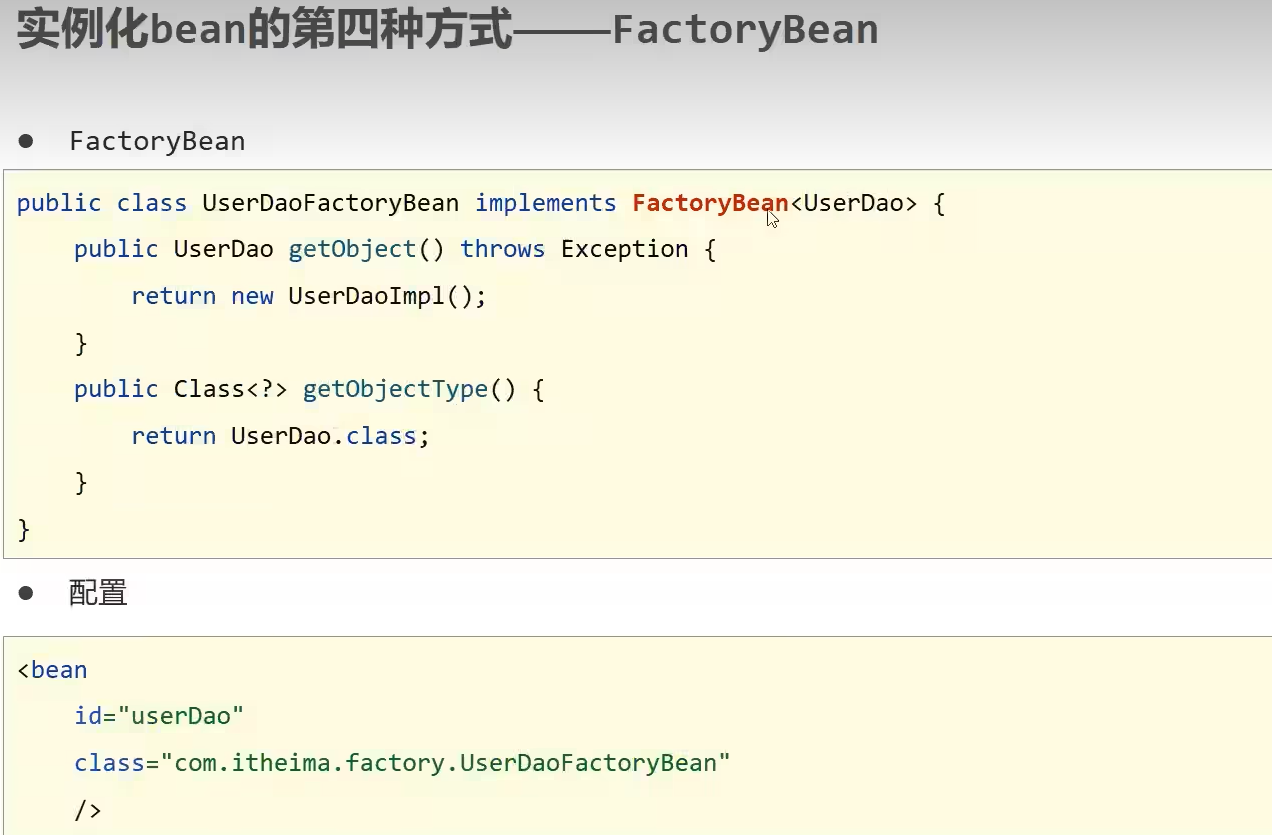 实例化bean的第四种方式——FactoryBean
● FactoryBean
public class UserDaoFactoryBean implements FactoryBean<UserDao> {
    public UserDao getObject() throws Exception {
        return new UserDaoImpl();
    }
    public Class<?> getObjectType() {
        return UserDao.class;
    }
}
● 配置
<bean
    id="userDao"
    class="com.itheima.factory.UserDaoFactoryBean"
    />